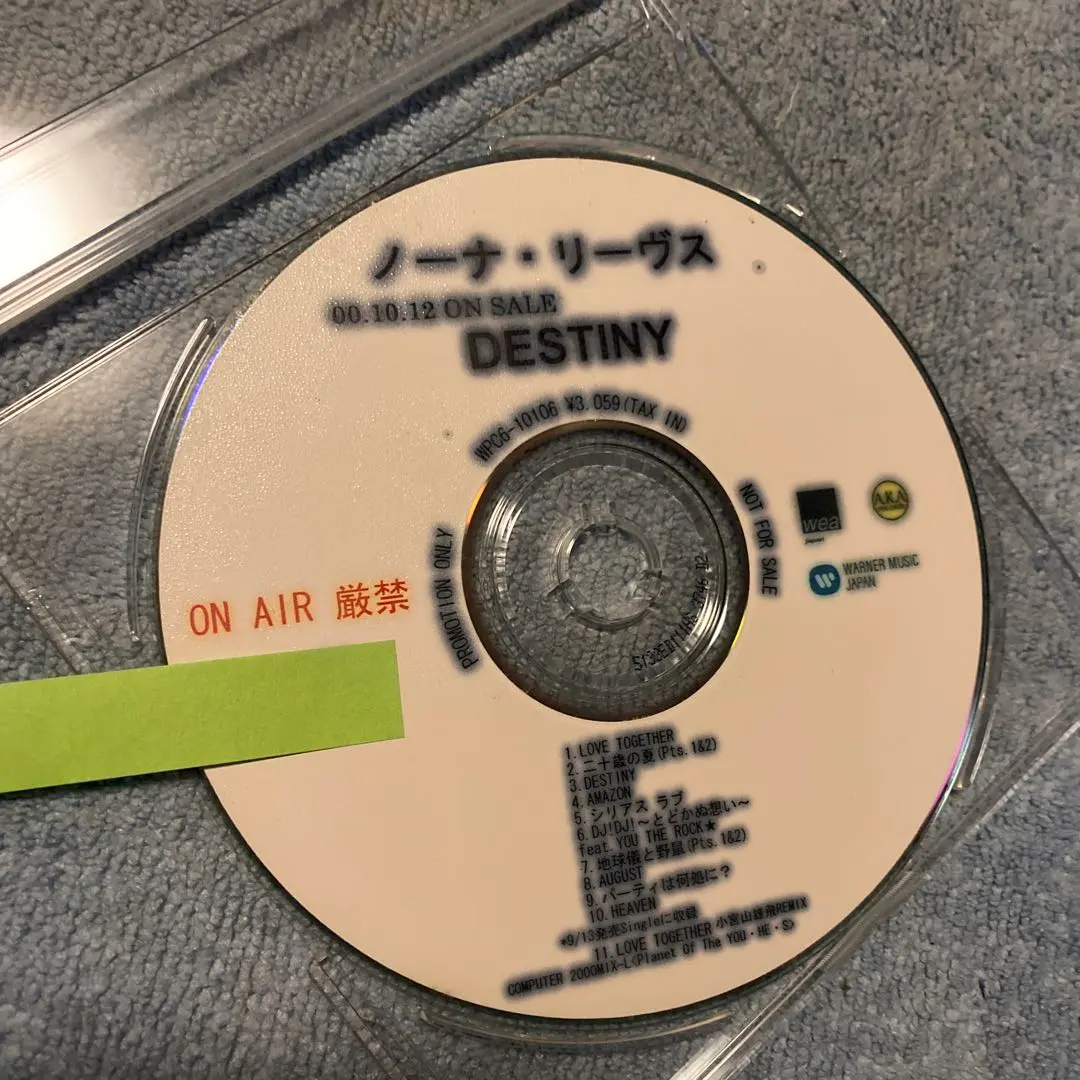 ノーナ・リーヴス
00.10.12 ON SALE
DESTINY
WPC6-10106 ¥3.059(TAX IN)
PROMOTION ONLY
NOT FOR SALE
wea
japan
AKA
WARNER MUSIC
JAPAN
ON AIR 厳禁
1.LOVE TOGETHER
2.二十歳の夏(Pts.1&2)
3.DESTINY
4.AMAZON
5.シリアス ラブ
6.DJ!DJ!〜とどかぬ想い〜
feat.YOU THE ROCK★
7.地球儀と野鼠(Pts.1&2)
8.AUGUST
9.パーティは何処に?
10.HEAVEN
*9/13発売Singleに収録
11.LOVE TOGETHER 小宮山雄飛REMIX
COMPUTER 2000MIX-L<Planet Of The YOU・HE・S>